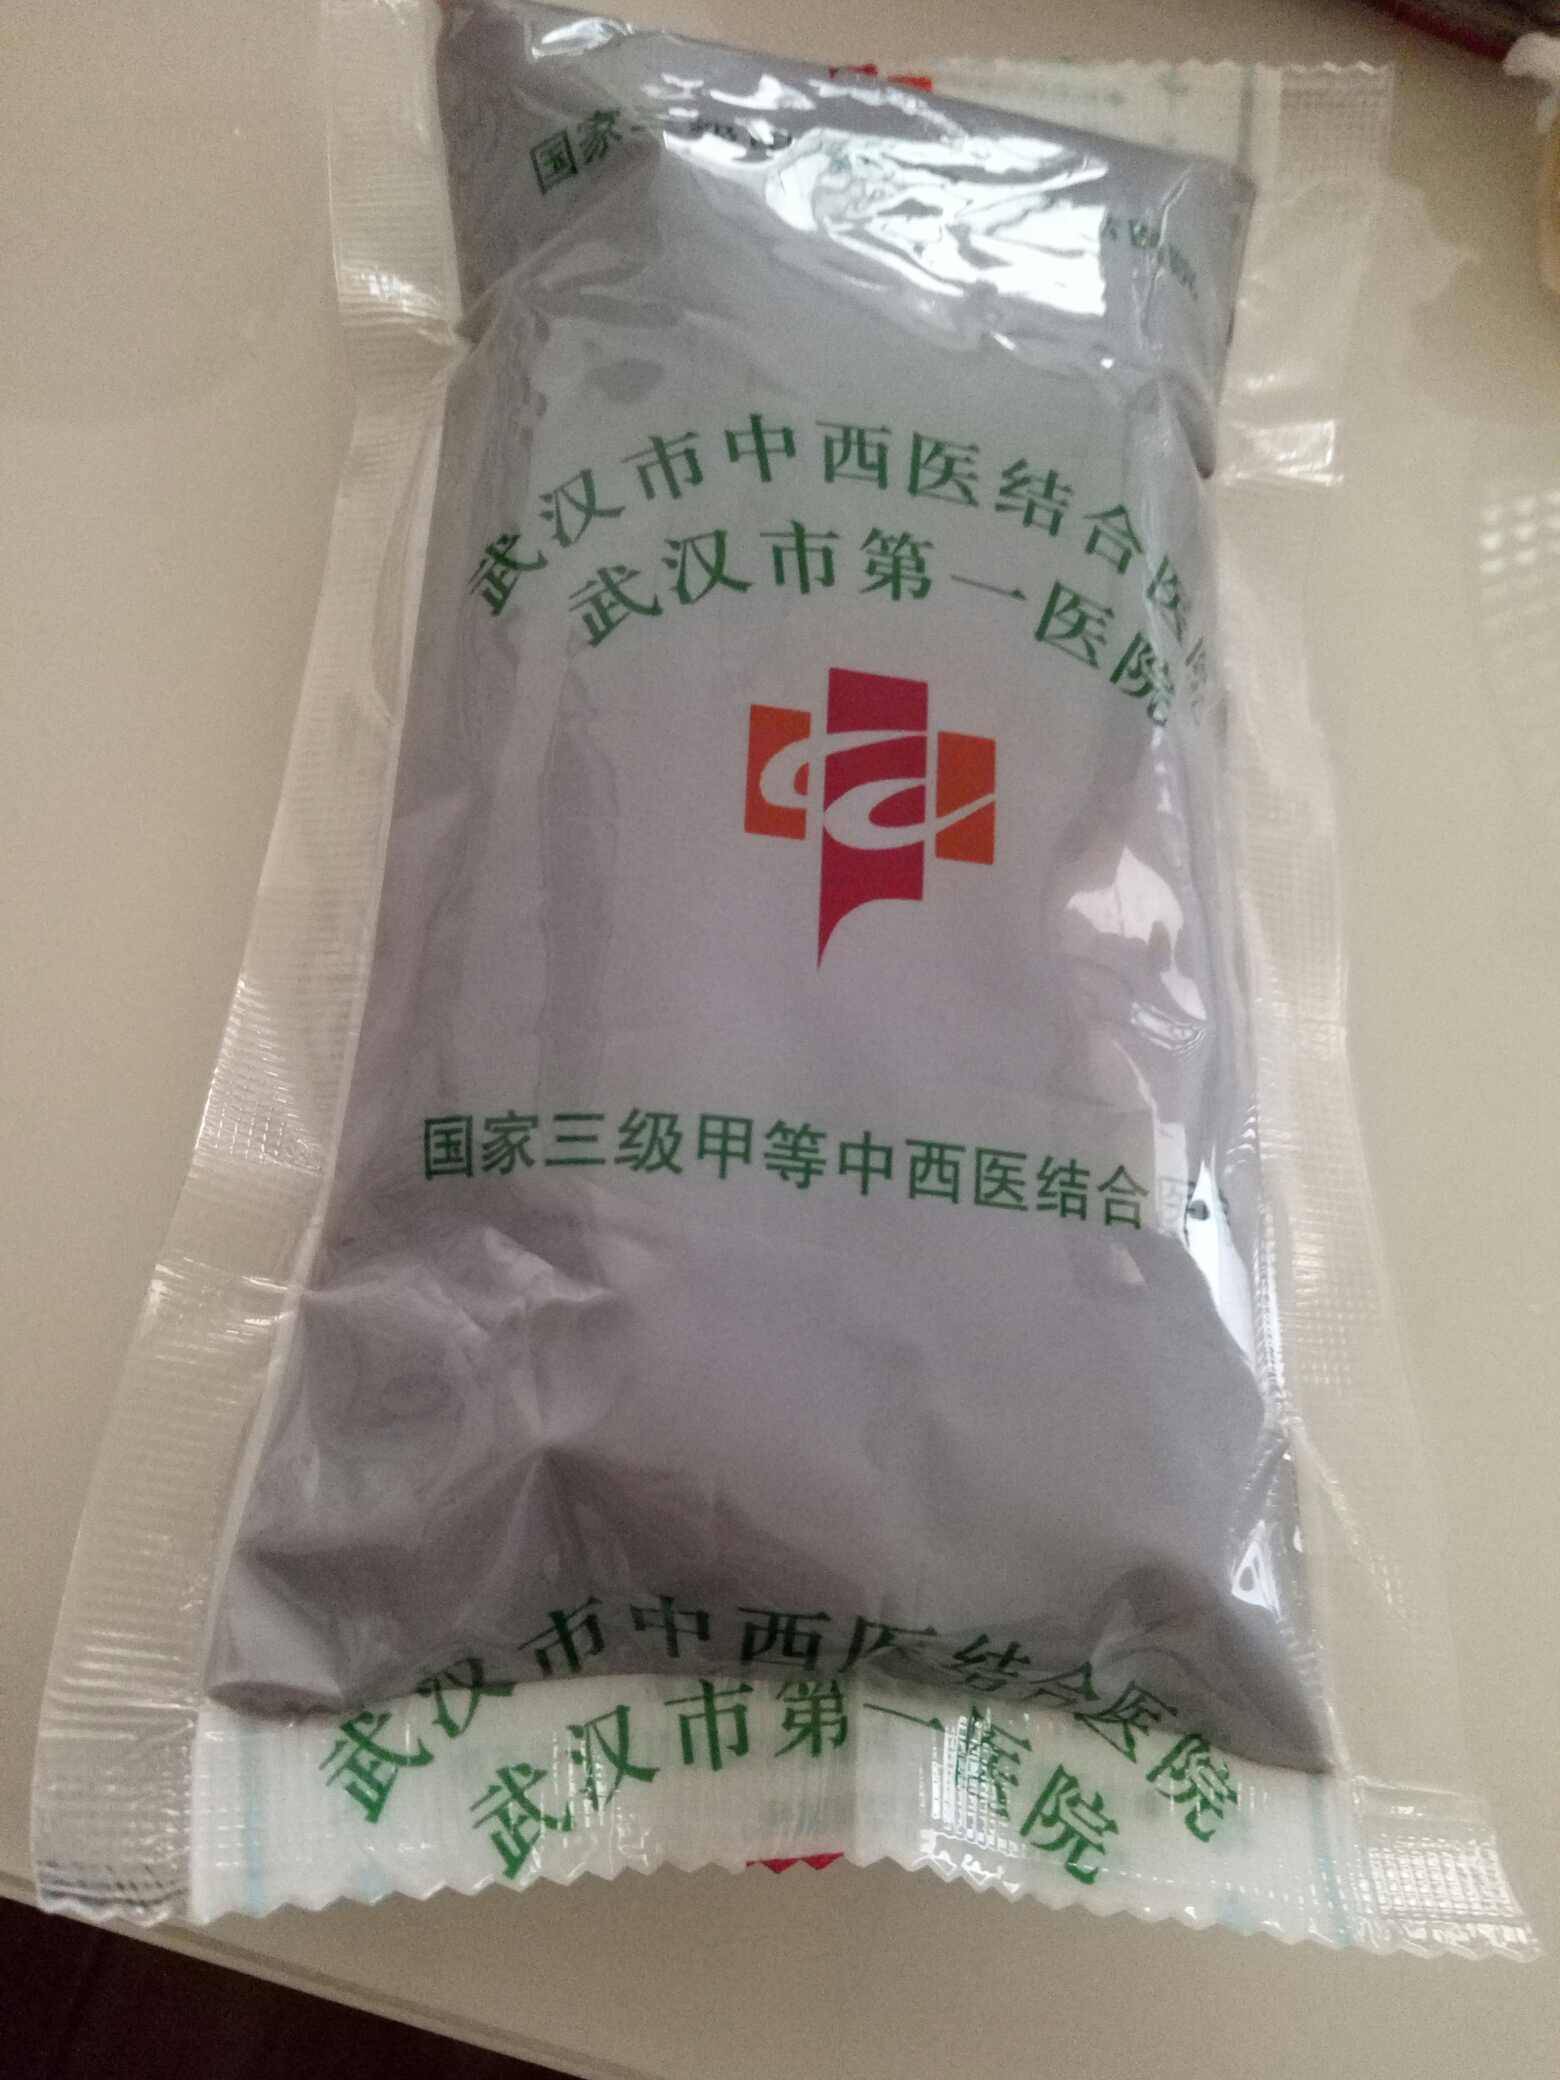 国家
武汉市中西医结合医院
武汉市第一医院
国家三级甲等中西医结合医
武汉市中西医结合医院
武汉市第一医院